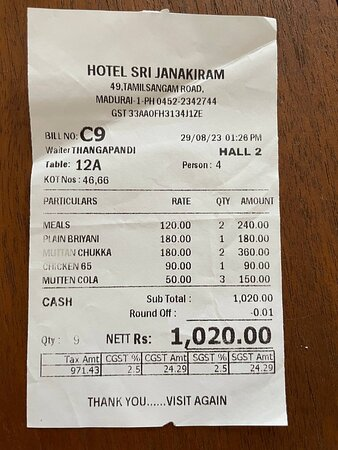 HOTEL SRI JANAKIRAM
49,TAMILSANGAM ROAD,
MADURAI-1-PH 0452-2342744
GST 33AAOFH3134J1ZE
BILL NO: C9 29/08/23 01:26 PM
Waiter THANGAPANDI HALL 2
Table: 12A Person : 4
KOT Nos : 46,66
PARTICULARS RATE QTY AMOUNT
MEALS 120.00 2 240.00
PLAIN BRIYANI 180.00 1 180.00
MUTTAN CHUKKA 180.00 2 360.00
CHICKEN 65 90.00 1 90.00
MUTTEN COLA 50.00 3 150.00
CASH Sub Total : 1,020.00
Round Off : -0.01
Qty : 9 NETT Rs: 1,020.00
Tax Amt CGST % CGST Amt SGST % SGST Amt
971.43 2.5 24.29 2.5 24.29
THANK YOU......VISIT AGAIN